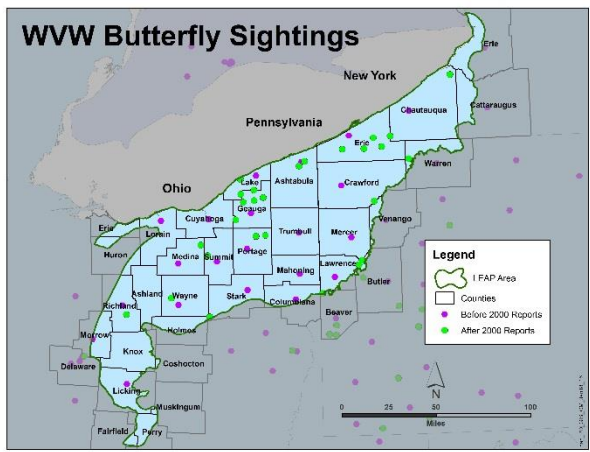 WVW Butterfly Sightings
Erie
New York
Chautauqua
Cattaraugus
Pennsylvania
Erie
Warren
Ohio
Lake
Ashtabula
Crawford
Geauga
Cuyahoga
Venango
Erie
Lorain
Trumbull
Mercer
Huron
Medina
Summit
Portage
Lawrence
Mahoning
Butler
Ashland
Wayne
Stark
Columbiana
Richland
Beaver
Holmes
Morrow
Knox
Coshocton
Delaware
Licking
Muskingum
Fairfield
Perry
Legend
LEAP Area
Counties
Before 2000 Reports
After 2000 Reports
N
0 25 50 100
Miles